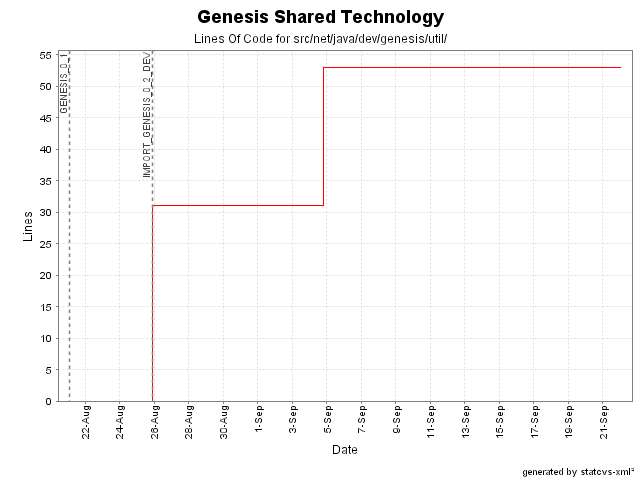 Genesis Shared Technology
Lines Of Code for src/net/java/dev/genesis/util/
GENESIS_0_1
IMPORT_GENESIS_0_2_DEV
55
50
45
40
35
30
25
20
15
10
5
0
Lines
22-Aug
24-Aug
26-Aug
28-Aug
30-Aug
1-Sep
3-Sep
5-Sep
7-Sep
9-Sep
11-Sep
13-Sep
15-Sep
17-Sep
19-Sep
21-Sep
Date
generated by statcvs-xml²